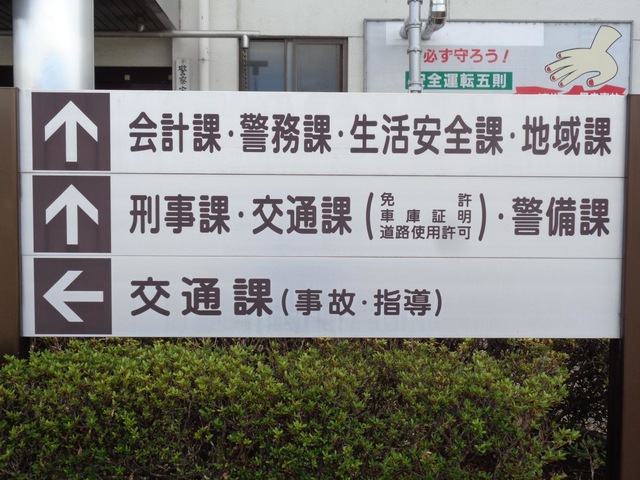 必ず守ろう!
安全運転五則
会計課・警務課・生活安全課・地域課
刑事課・交通課(免許 車庫証明 道路使用許可)・警備課
交通課(事故・指導)